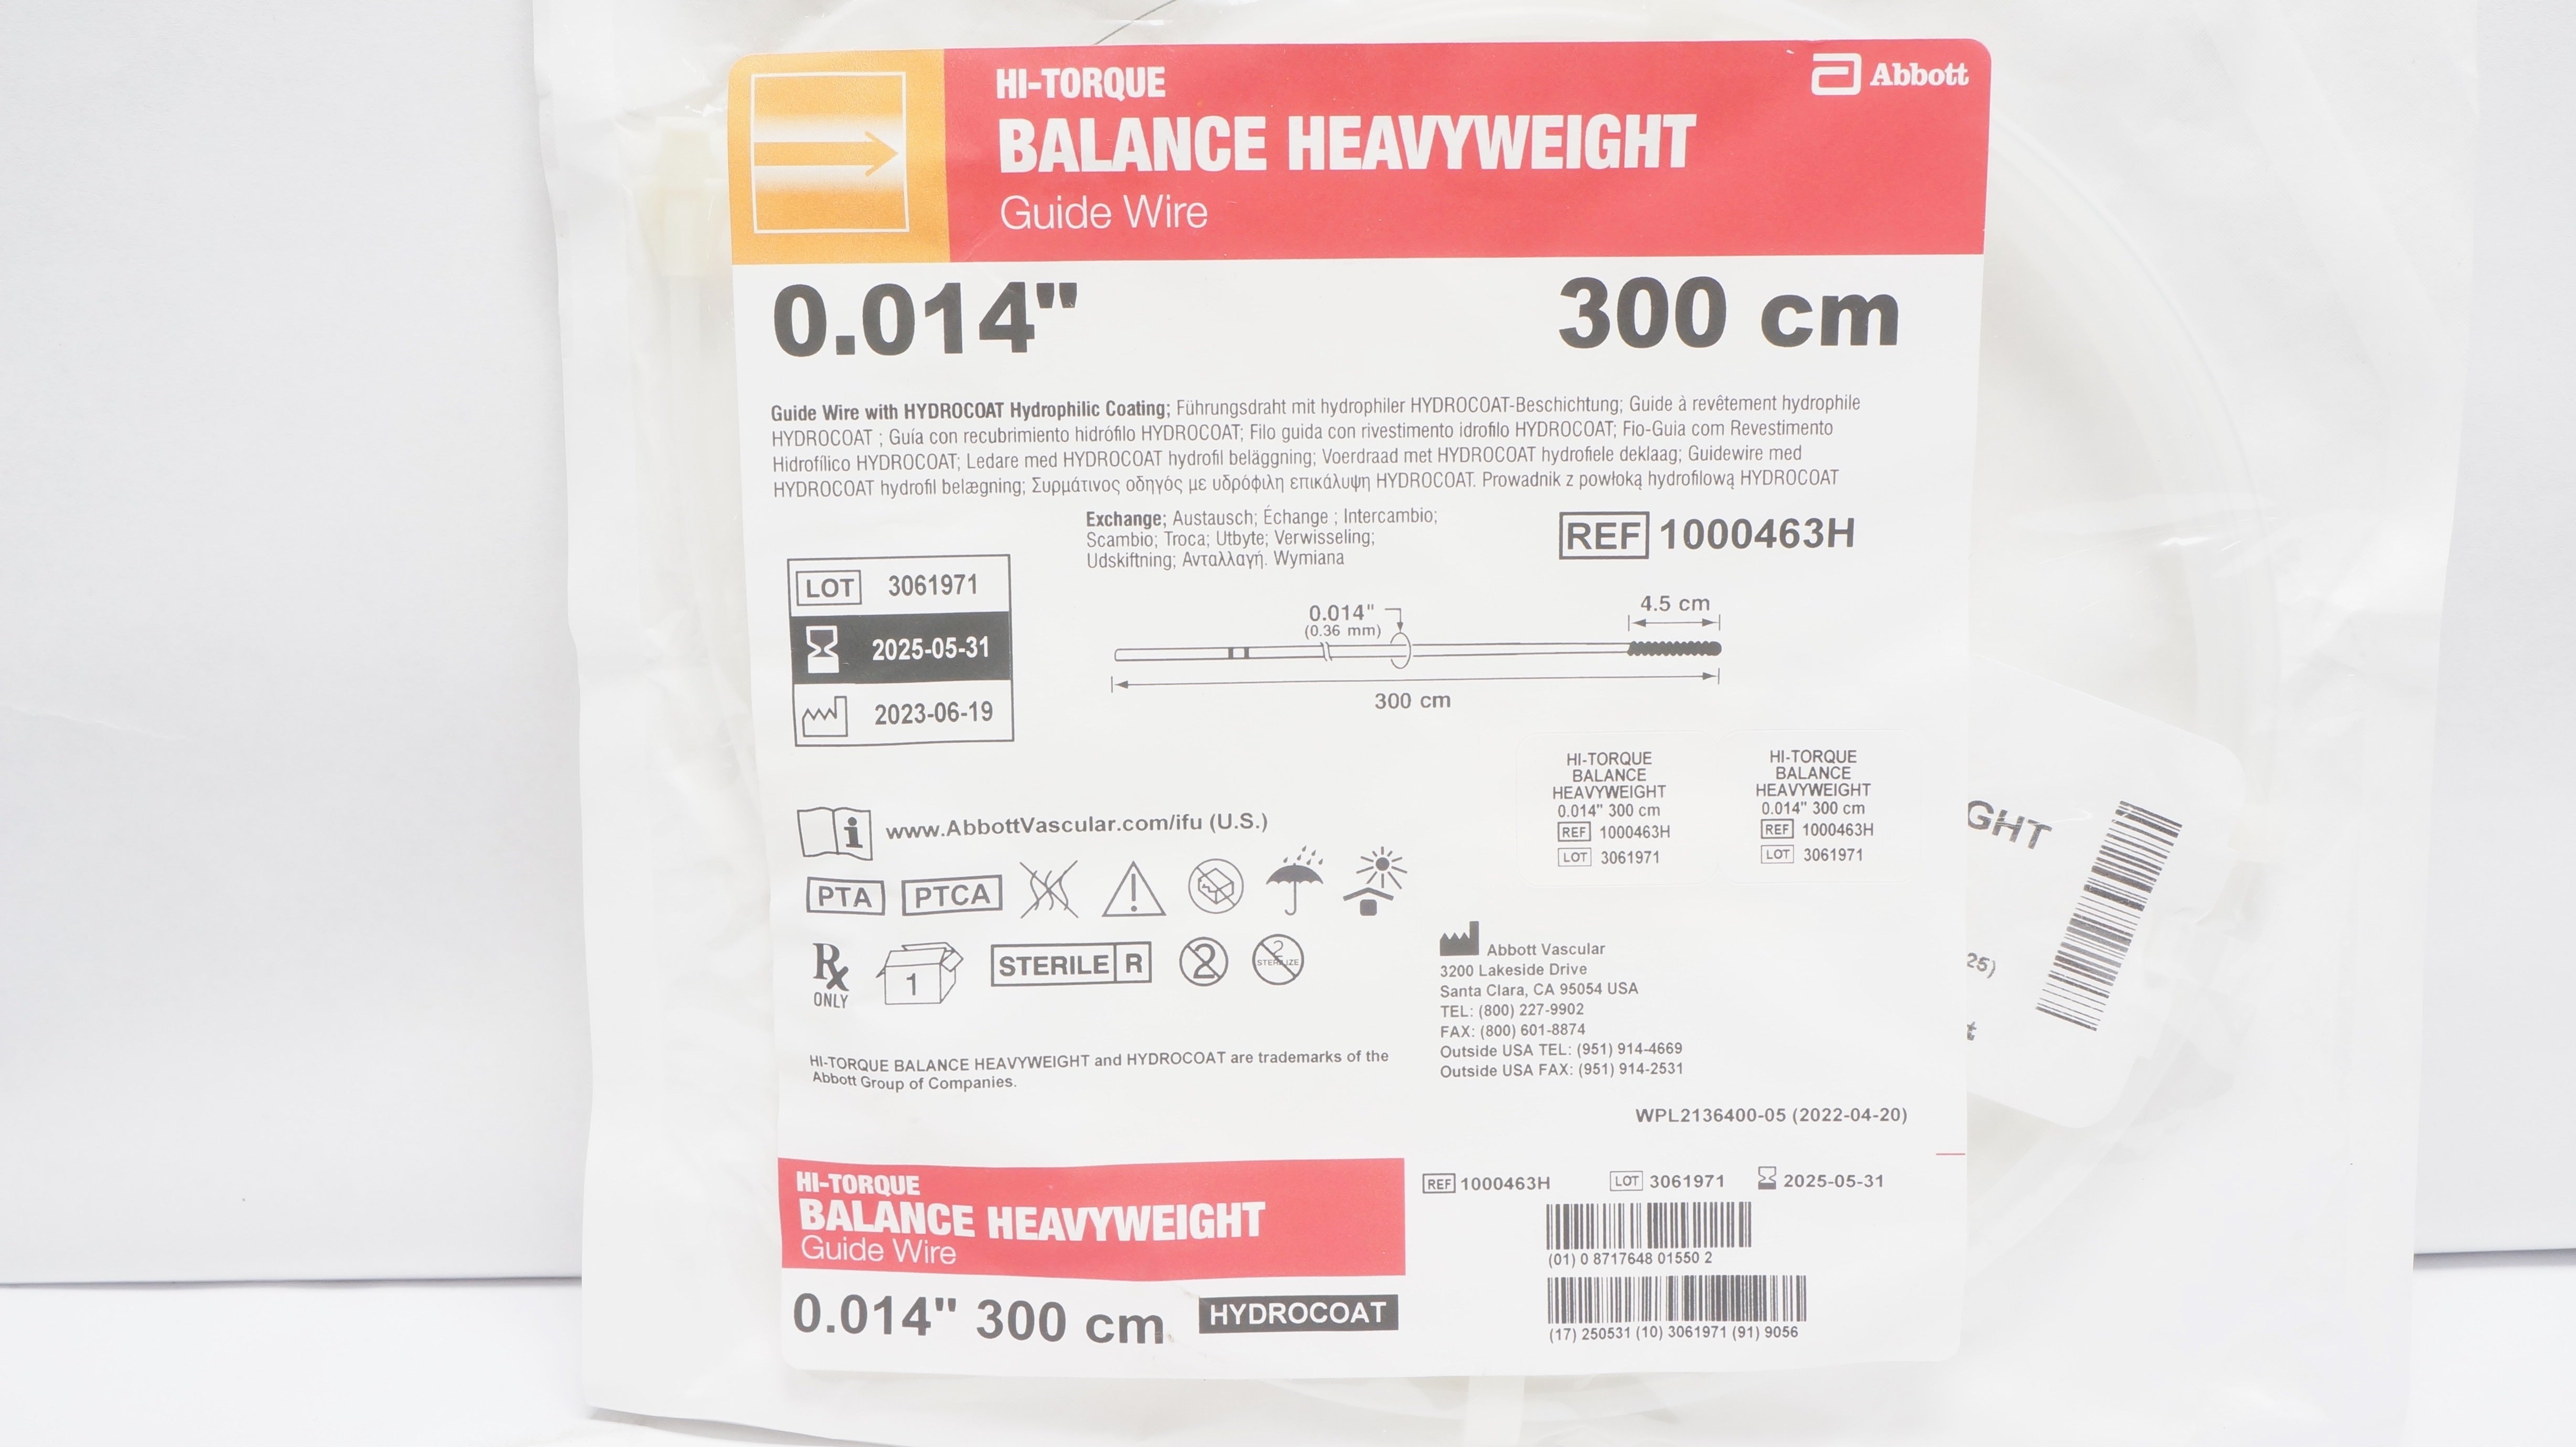 HI-TORQUE
BALANCE HEAVYWEIGHT
Guide Wire
Abbott
0.014"
300 cm
Guide Wire with HYDROCOAT Hydrophilic Coating; Führungsdraht mit hydrophiler HYDROCOAT-Beschichtung; Guide à revêtement hydrophile
HYDROCOAT ; Guía con recubrimiento hidrófilo HYDROCOAT; Filo guida con rivestimento idrofilo HYDROCOAT; Fio-Guia com Revestimento
Hidrofílico HYDROCOAT; Ledare med HYDROCOAT hydrofil beläggning; Voerdraad met HYDROCOAT hydrofiele deklaag; Guidewire med
HYDROCOAT hydrofil belægning; Συρμάτινος οδηγός με υδρόφιλη επικάλυψη HYDROCOAT. Prowadnik z powłoką hydrofilową HYDROCOAT
Exchange; Austausch; Échange ; Intercambio;
Scambio; Troca; Utbyte; Verwisseling;
Udskiftning; Ανταλλαγή. Wymiana
REF 1000463H
LOT 3061971
2025-05-31
2023-06-19
0.014"
(0.36 mm)
4.5 cm
300 cm
HI-TORQUE
BALANCE
HEAVYWEIGHT
0.014" 300 cm
REF 1000463H
LOT 3061971
HI-TORQUE
BALANCE
HEAVYWEIGHT
0.014" 300 cm
REF 1000463H
LOT 3061971
GHT
25)
t
www.AbbottVascular.com/ifu (U.S.)
PTA PTCA
Rx
ONLY
1
STERILE R
2
2
STERILIZE
Abbott Vascular
3200 Lakeside Drive
Santa Clara, CA 95054 USA
TEL: (800) 227-9902
FAX: (800) 601-8874
Outside USA TEL: (951) 914-4669
Outside USA FAX: (951) 914-2531
HI-TORQUE BALANCE HEAVYWEIGHT and HYDROCOAT are trademarks of the
Abbott Group of Companies.
WPL2136400-05 (2022-04-20)
HI-TORQUE
BALANCE HEAVYWEIGHT
Guide Wire
0.014" 300 cm HYDROCOAT
REF 1000463H LOT 3061971 2025-05-31
(01) 0 8717648 01550 2
(17) 250531 (10) 3061971 (91) 9056